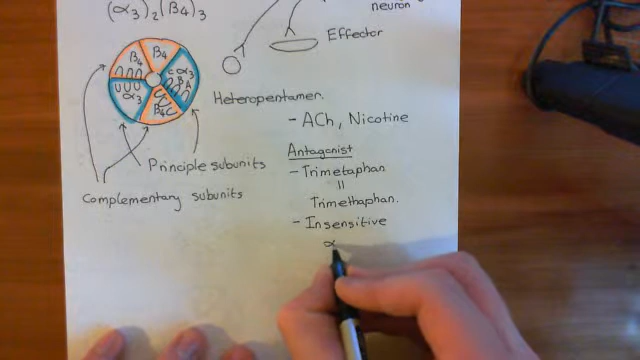 (α₃)₂(β₄)₃
neuron
Effector
β₄
β₄
α₃
β
A
α₃
β₄
Heteropentamer.
- ACh, Nicotine
Antagonist
- Trimetaphan
=
Trimethaphan.
- Insensitive
α
Principle subunits
Complementary subunits